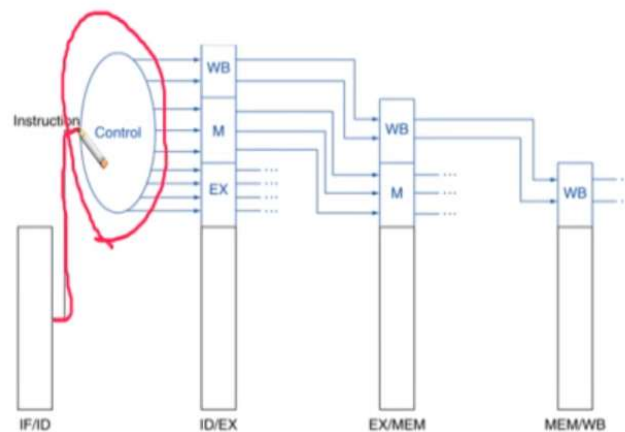 WB
Instruction
Control
M
WB
EX
M
WB
IF/ID
ID/EX
EX/MEM
MEM/WB